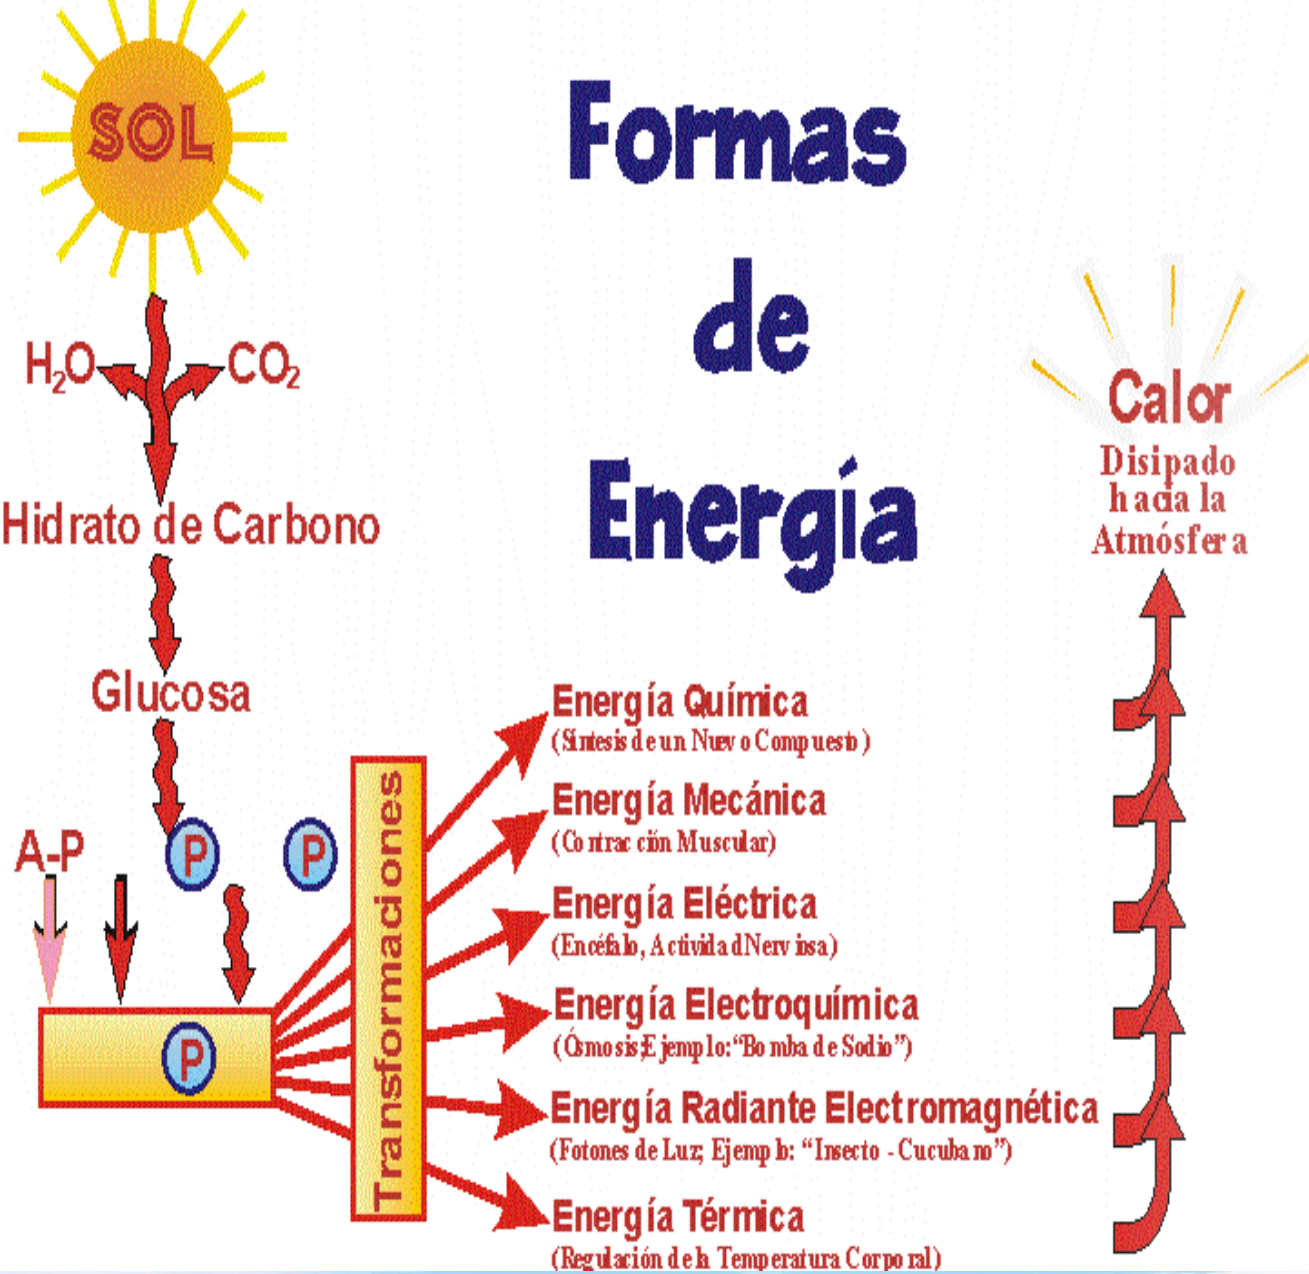 SOL
Formas
de
Energía
H₂O
CO₂
Hidrato de Carbono
Glucosa
A-P
P
P
P
Transformaciones
Energía Química
(Síntesis de un Nuevo Compuesto)
Energía Mecánica
(Contracción Muscular)
Energía Eléctrica
(Encéfalo, Actividad Nerviosa)
Energía Electroquímica
(Ósmosis; Ejemplo: “Bomba de Sodio”)
Energía Radiante Electromagnética
(Fotones de Luz; Ejemplo: “Insecto - Cucubano”)
Energía Térmica
(Regulación de la Temperatura Corporal)
Calor
Disipado
hacia la
Atmósfera